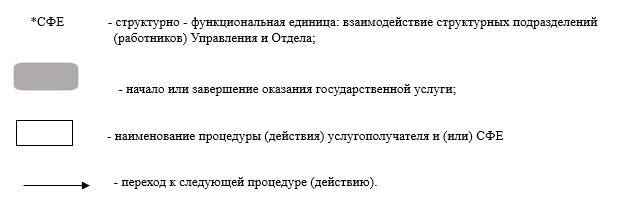 *СФЕ - структурно - функциональная единица: взаимодействие структурных подразделений
(работников) Управления и Отдела;
- начало или завершение оказания государственной услуги;
- наименование процедуры (действия) услугополучателя и (или) СФЕ
- переход к следующей процедуре (действию).